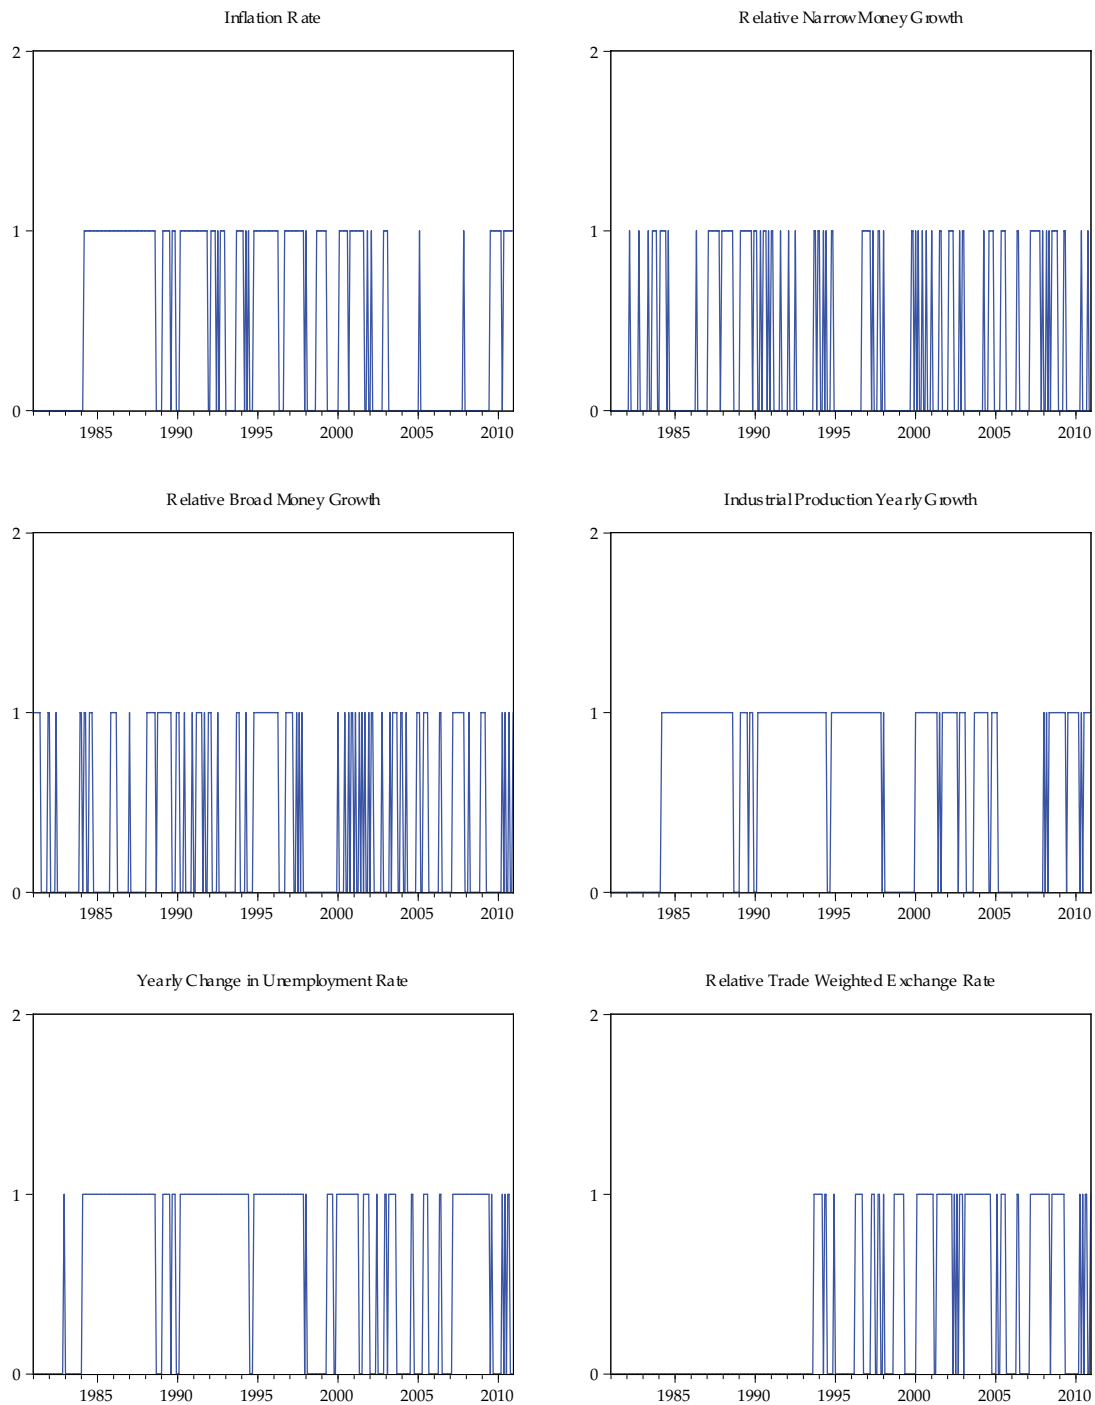 Inflation Rate
Relative Narrow Money Growth
2
1
0
1985 1990 1995 2000 2005 2010
2
1
0
1985 1990 1995 2000 2005 2010
Relative Broad Money Growth
Industrial Production Yearly Growth
2
1
0
1985 1990 1995 2000 2005 2010
2
1
0
1985 1990 1995 2000 2005 2010
Yearly Change in Unemployment Rate
Relative Trade Weighted Exchange Rate
2
1
0
1985 1990 1995 2000 2005 2010
2
1
0
1985 1990 1995 2000 2005 2010